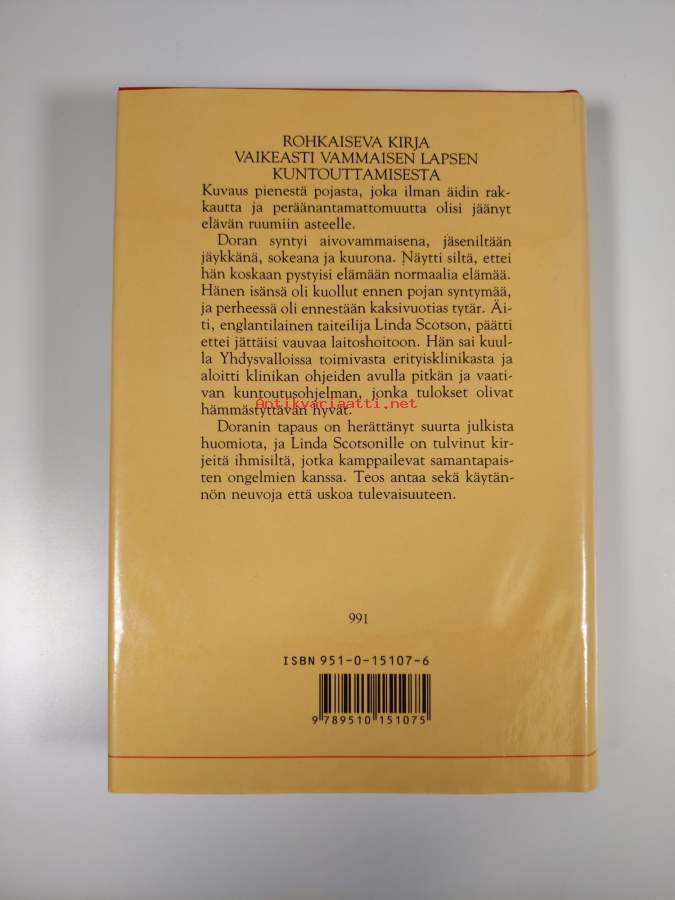 ROHKAISEVA KIRJA
VAIKEASTI VAMMAISEN LAPSEN
KUNTOUTTAMISESTA
Kuvaus pienestä pojasta, joka ilman äidin rak-
kautta ja peräänantamattomuutta olisi jäänyt
elävän ruumiin asteelle.
Doran syntyi aivovammaisena, jäseniltään
jäykkänä, sokeana ja kuurona. Näytti siltä, ettei
hän koskaan pystyisi elämään normaalia elämää.
Hänen isänsä oli kuollut ennen pojan syntymää,
ja perheessä oli ennestään kaksivuotias tytär. Äi-
ti, englantilainen taiteilija Linda Scotson, päätti
ettei jättäisi vauvaa laitoshoitoon. Hän sai kuul-
la Yhdysvalloissa toimivasta erityisklinikasta ja
aloitti klinikan ohjeiden avulla pitkän ja vaati-
van kuntoutusohjelman, jonka tulokset olivat
Antikvariaatti.net
hämmästyttävän hyvät.
Doranin tapaus on herättänyt suurta julkista
huomiota, ja Linda Scotsonille on tulvinut kir-
jeitä ihmisiltä, jotka kamppailevat samantapais-
ten ongelmien kanssa. Teos antaa sekä käytän-
nön neuvoja että uskoa tulevaisuuteen.
991
ISBN 951-0-15107-6
9 789510 151075